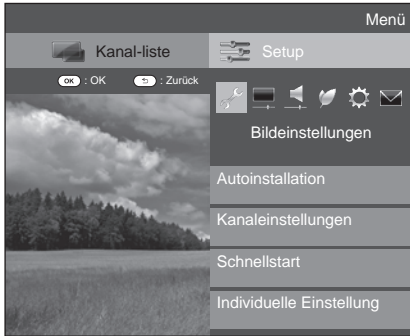 Menü
Kanal-liste
Setup
OK : OK
: Zurück
Bildeinstellungen
Autoinstallation
Kanaleinstellungen
Schnellstart
Individuelle Einstellung